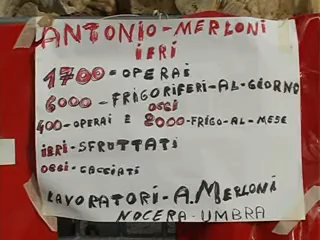 ANTONIO-MERLONI
IERI
1700-OPERAI
6000-FRIGORIFERI-AL-GIORNO
OGGI
400-OPERAI E 2000-FRIGO-AL-MESE
IERI-SFRUTTATI
OGGI-CACCIATI
LAVORATORI-A.MERLONI
NOCERA-UMBRA